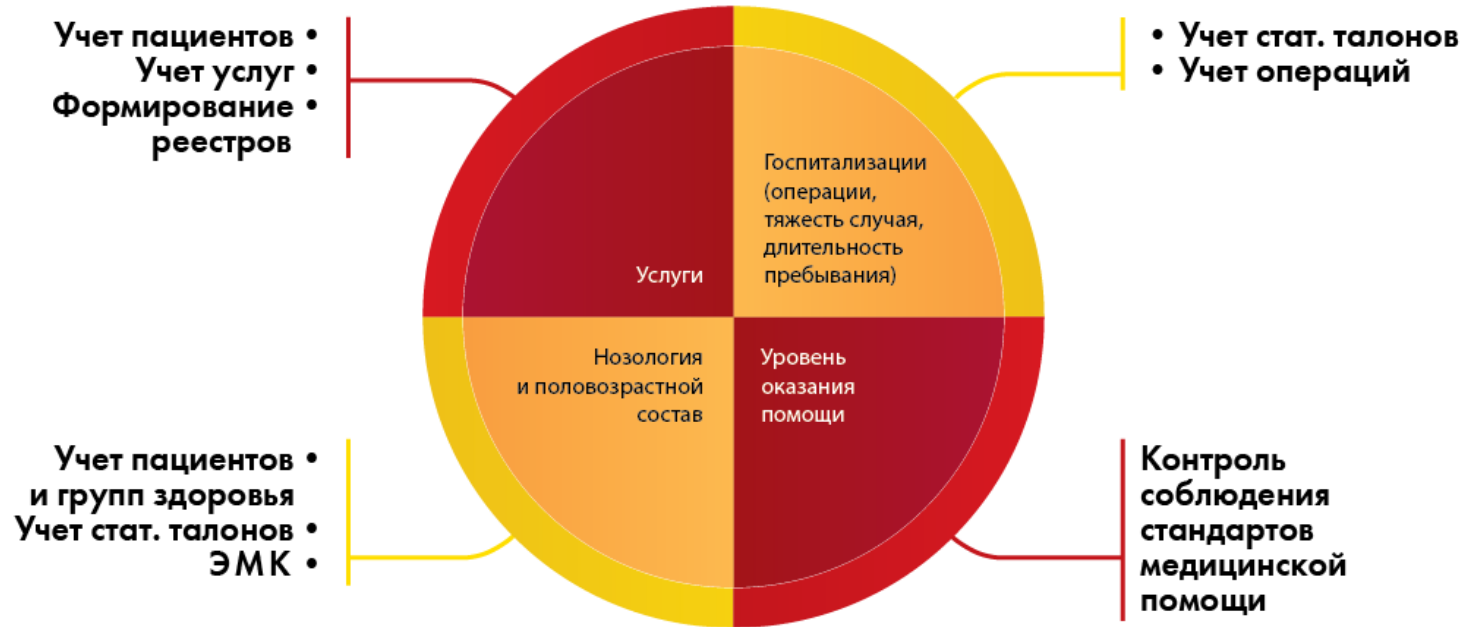 Учет пациентов •
Учет услуг •
Формирование •
реестров
• Учет стат. талонов
• Учет операций
Госпитализации
(операции,
тяжесть случая,
длительность
пребывания)
Услуги
Нозология
и половозрастной
состав
Уровень
оказания
помощи
Учет пациентов •
и групп здоровья
Учет стат. талонов •
ЭМК •
Контроль
соблюдения
стандартов
медицинской
помощи